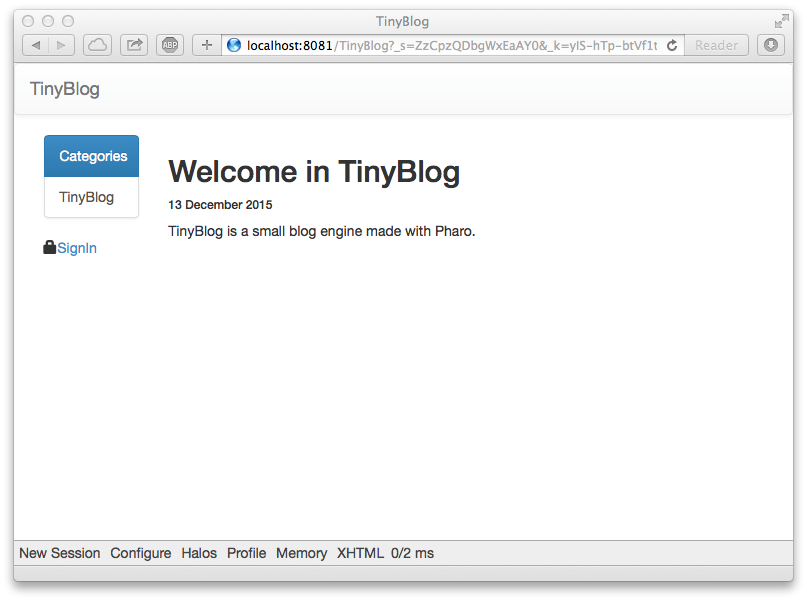 TinyBlog
ABP
localhost:8081/TinyBlog?_s=ZzCpzQDbgWxEaAY0&_k=ylS-hTp-btVf1t
Reader
TinyBlog
Categories
TinyBlog
SignIn
Welcome in TinyBlog
13 December 2015
TinyBlog is a small blog engine made with Pharo.
New Session Configure Halos Profile Memory XHTML 0/2 ms